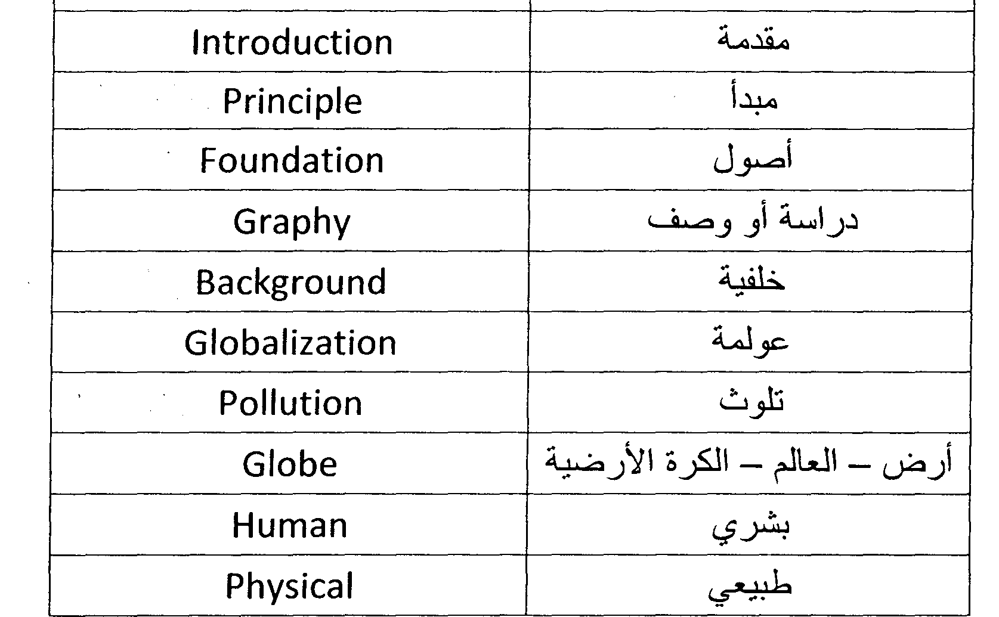 Introduction مقدمة
Principle مبدأ
Foundation أصول
Graphy دراسة أو وصف
Background خلفية
Globalization عولمة
Pollution تلوث
Globe أرض – العالم – الكرة الأرضية
Human بشري
Physical طبيعي